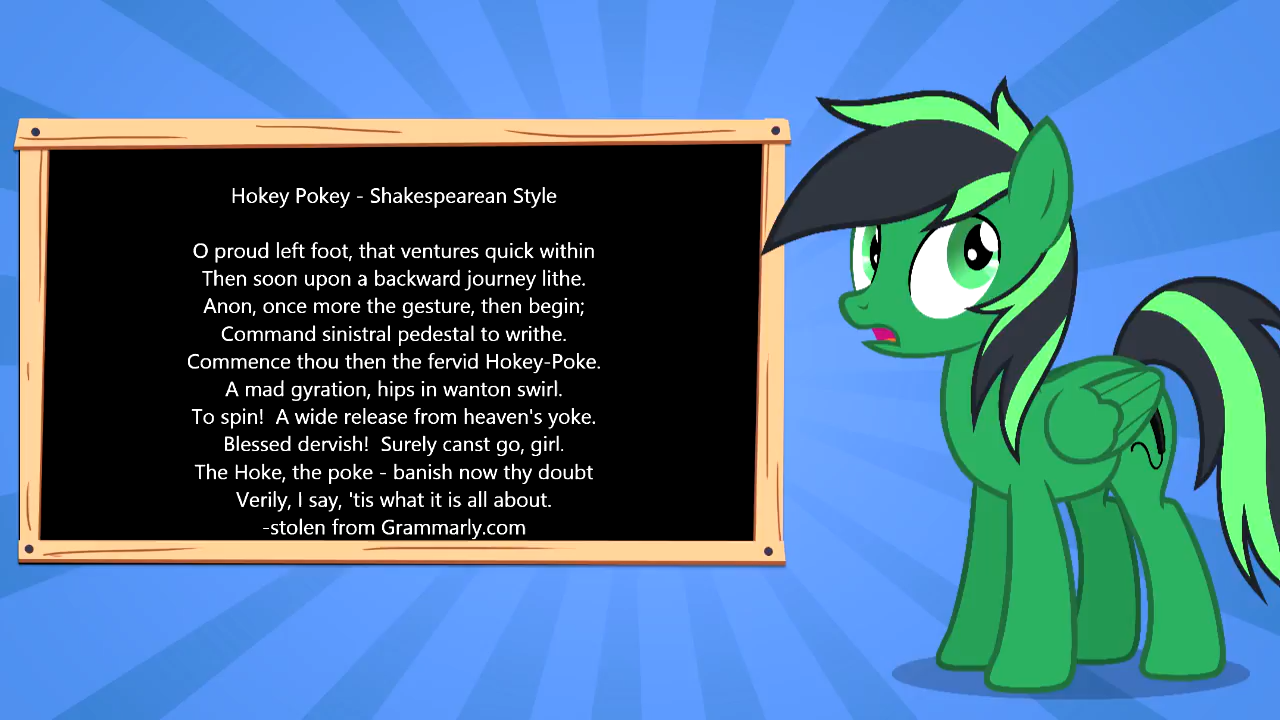 Hokey Pokey - Shakespearean Style
O proud left foot, that ventures quick within
Then soon upon a backward journey lithe.
Anon, once more the gesture, then begin;
Command sinistral pedestal to writhe.
Commence thou then the fervid Hokey-Poke.
A mad gyration, hips in wanton swirl.
To spin!  A wide release from heaven's yoke.
Blessed dervish!  Surely canst go, girl.
The Hoke, the poke - banish now thy doubt
Verily, I say, 'tis what it is all about.
-stolen from Grammarly.com